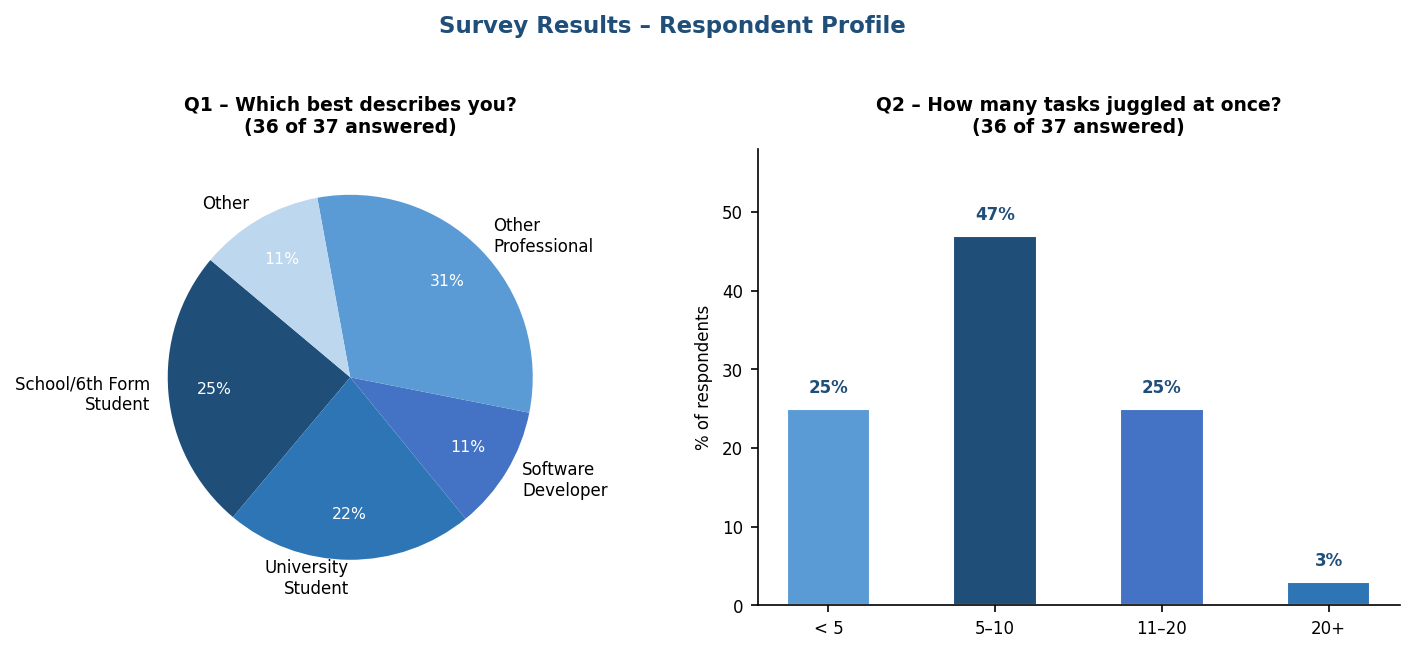 Survey Results – Respondent Profile
Q1 – Which best describes you?
(36 of 37 answered)
Other
11%
Other
Professional
31%
School/6th Form
Student
25%
11%
Software
Developer
22%
University
Student
Q2 – How many tasks juggled at once?
(36 of 37 answered)
% of respondents
50
40
30
20
10
0
25%
47%
25%
3%
< 5
5–10
11–20
20+